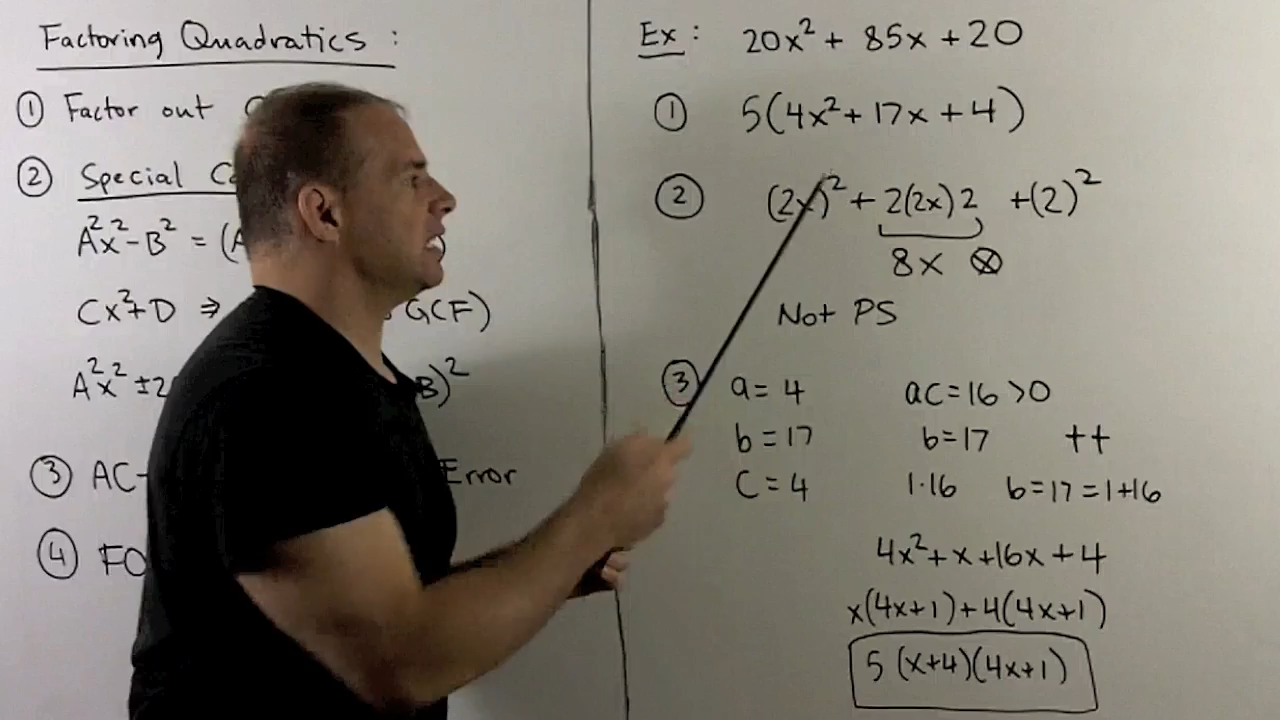 Factoring Quadratics :
① Factor out
② Special
A²x² - B² = (
Cx² + D ⇒ GCF)
A²x² ± 2 B)²
③ AC- Error
④ FO
Ex : 20x² + 85x + 20
① 5(4x² + 17x + 4)
② (2x)² + 2(2x)2 + (2)²
8x ⊗
Not PS
③ a = 4 ac = 16 > 0
b = 17 b = 17 ++
c = 4 1·16 b = 17 = 1 + 16
4x² + x + 16x + 4
x(4x+1) + 4(4x+1)
5 (x+4)(4x+1)